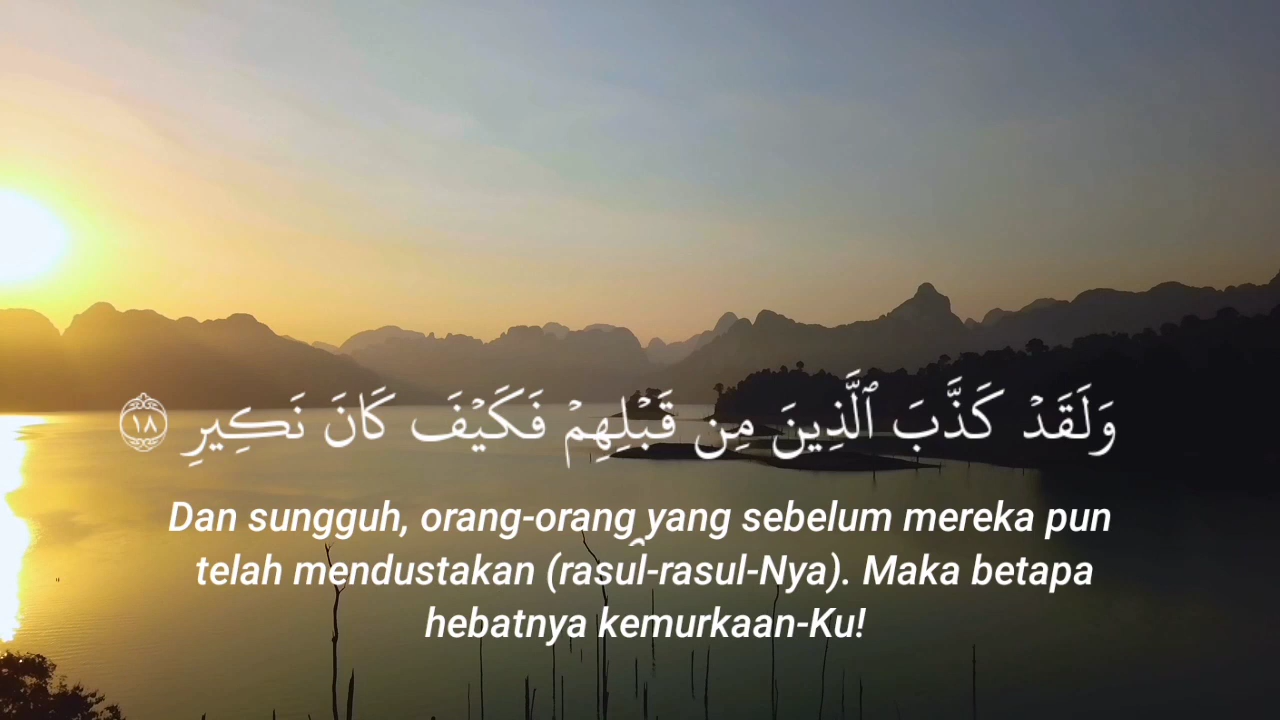 وَلَقَدۡ كَذَّبَ ٱلَّذِينَ مِن قَبۡلِهِمۡ فَكَيۡفَ كَانَ نَكِيرِ ١٨
Dan sungguh, orang-orang yang sebelum mereka pun
telah mendustakan (rasul-rasul-Nya). Maka betapa
hebatnya kemurkaan-Ku!